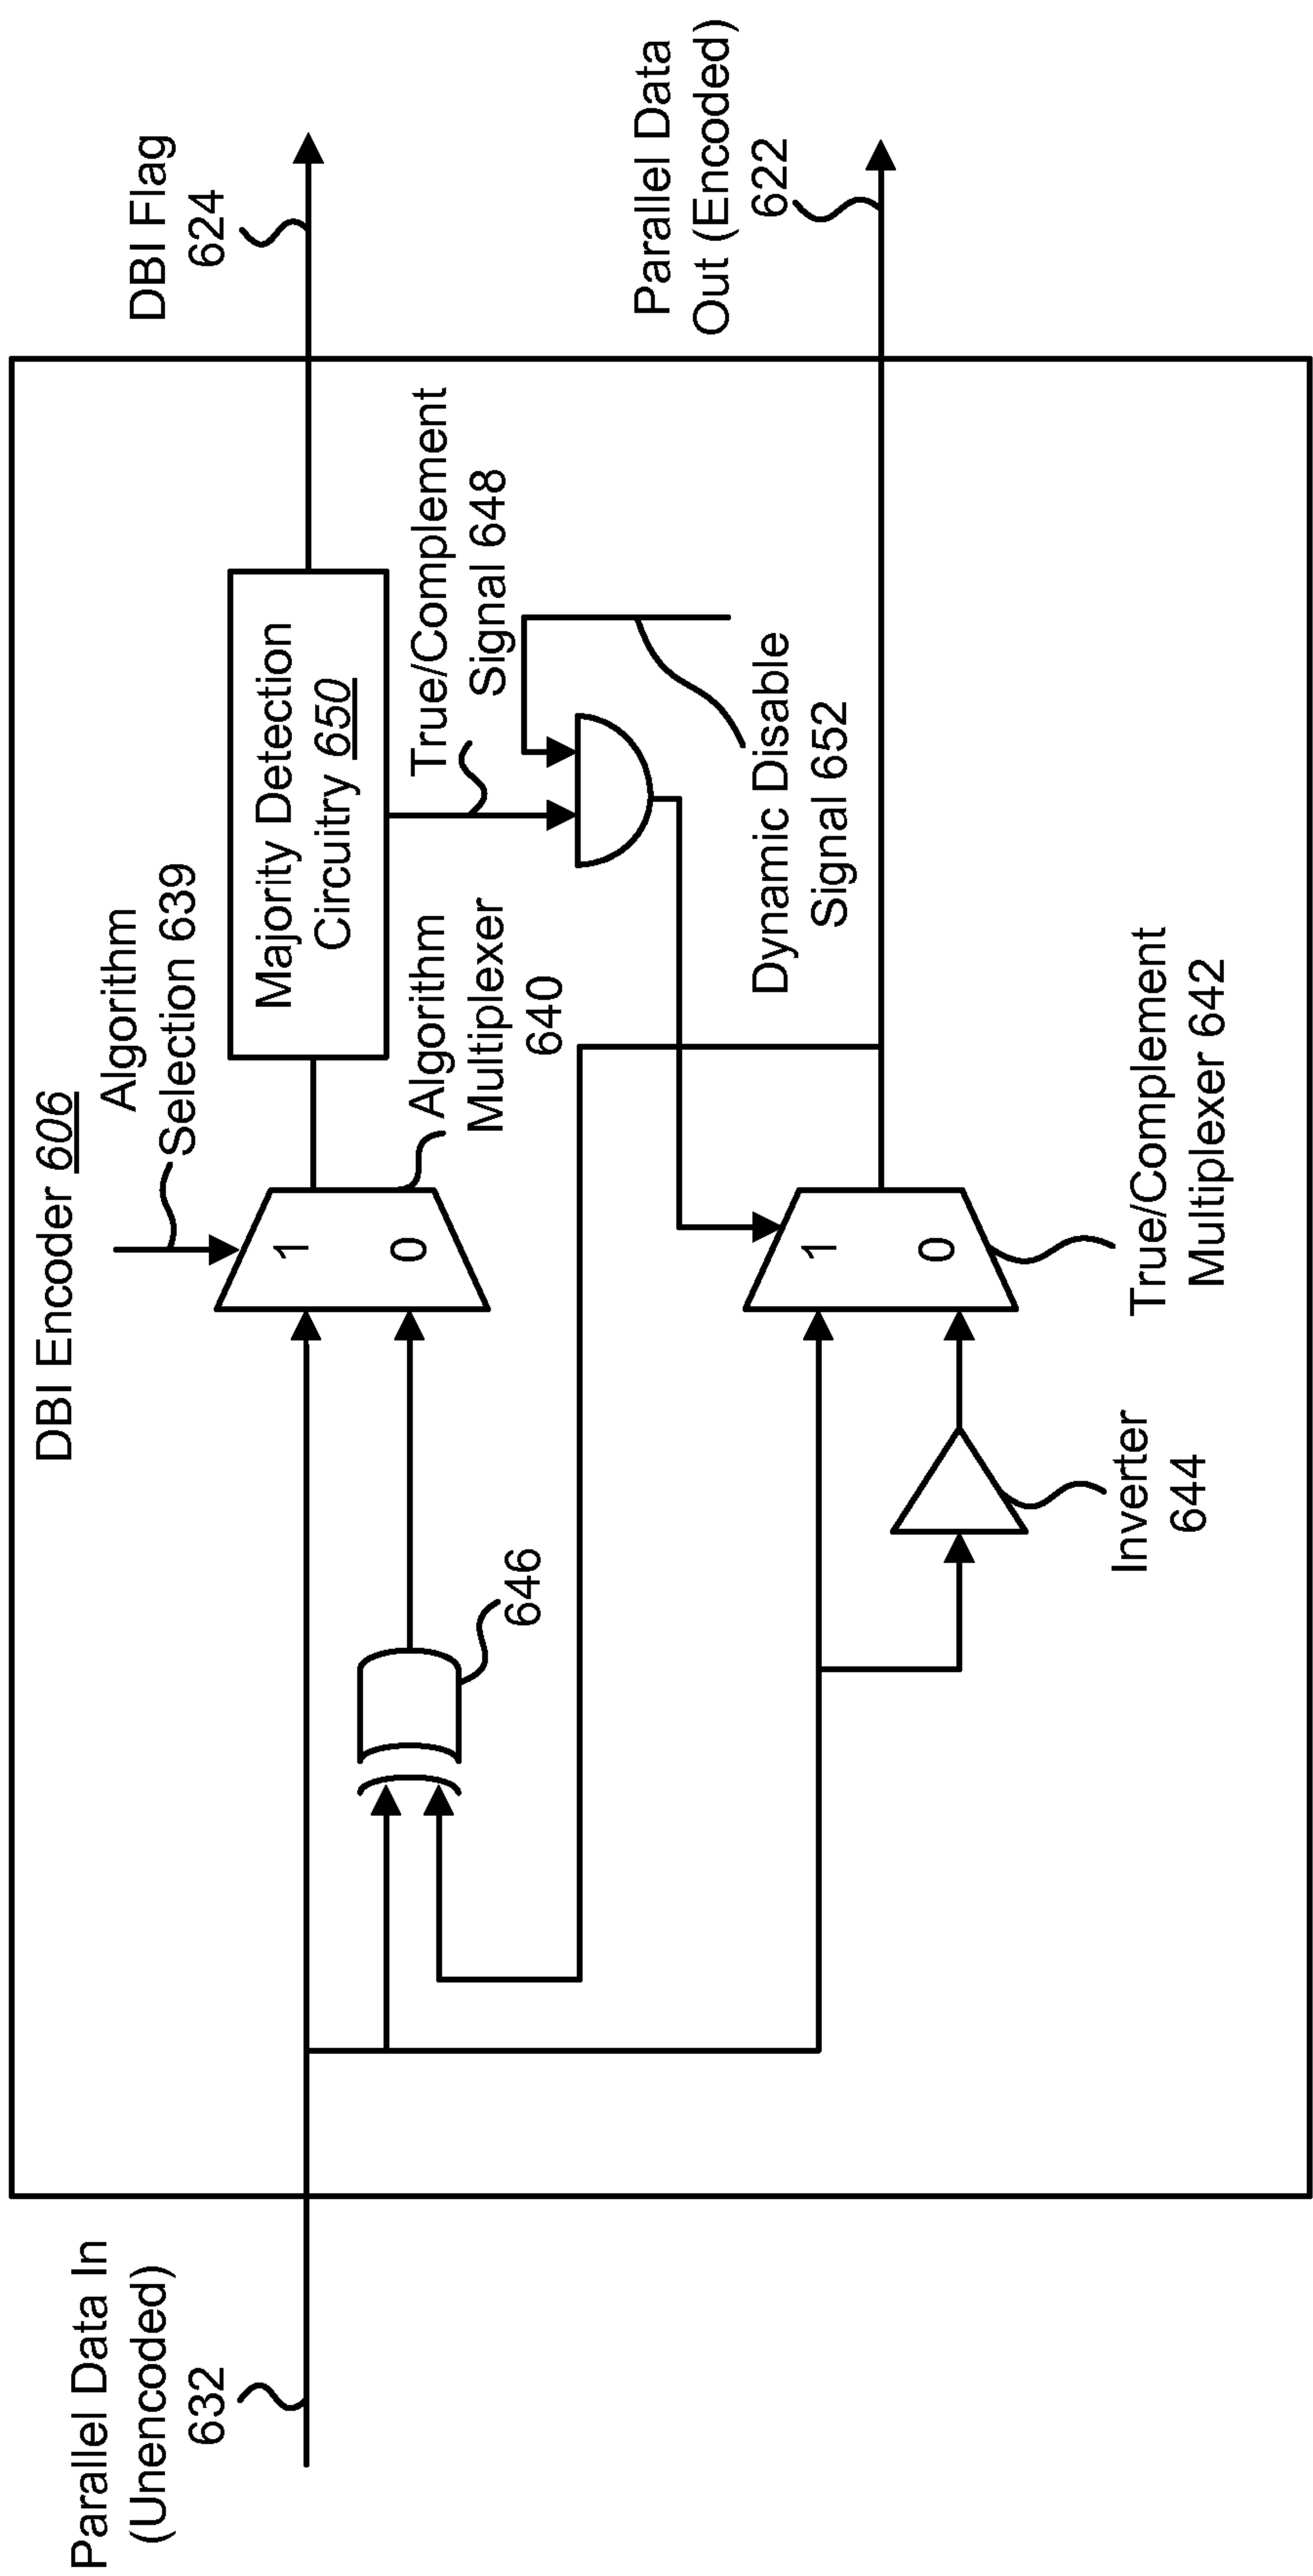 DBI Encoder 606
Parallel Data In
(Unencoded)
632
Algorithm
Selection 639
1
0
Algorithm
Multiplexer
640
Majority Detection
Circuitry 650
DBI Flag
624
True/Complement
Signal 648
646
Dynamic Disable
Signal 652
Parallel Data
Out (Encoded)
622
1
0
Inverter
644
True/Complement
Multiplexer 642